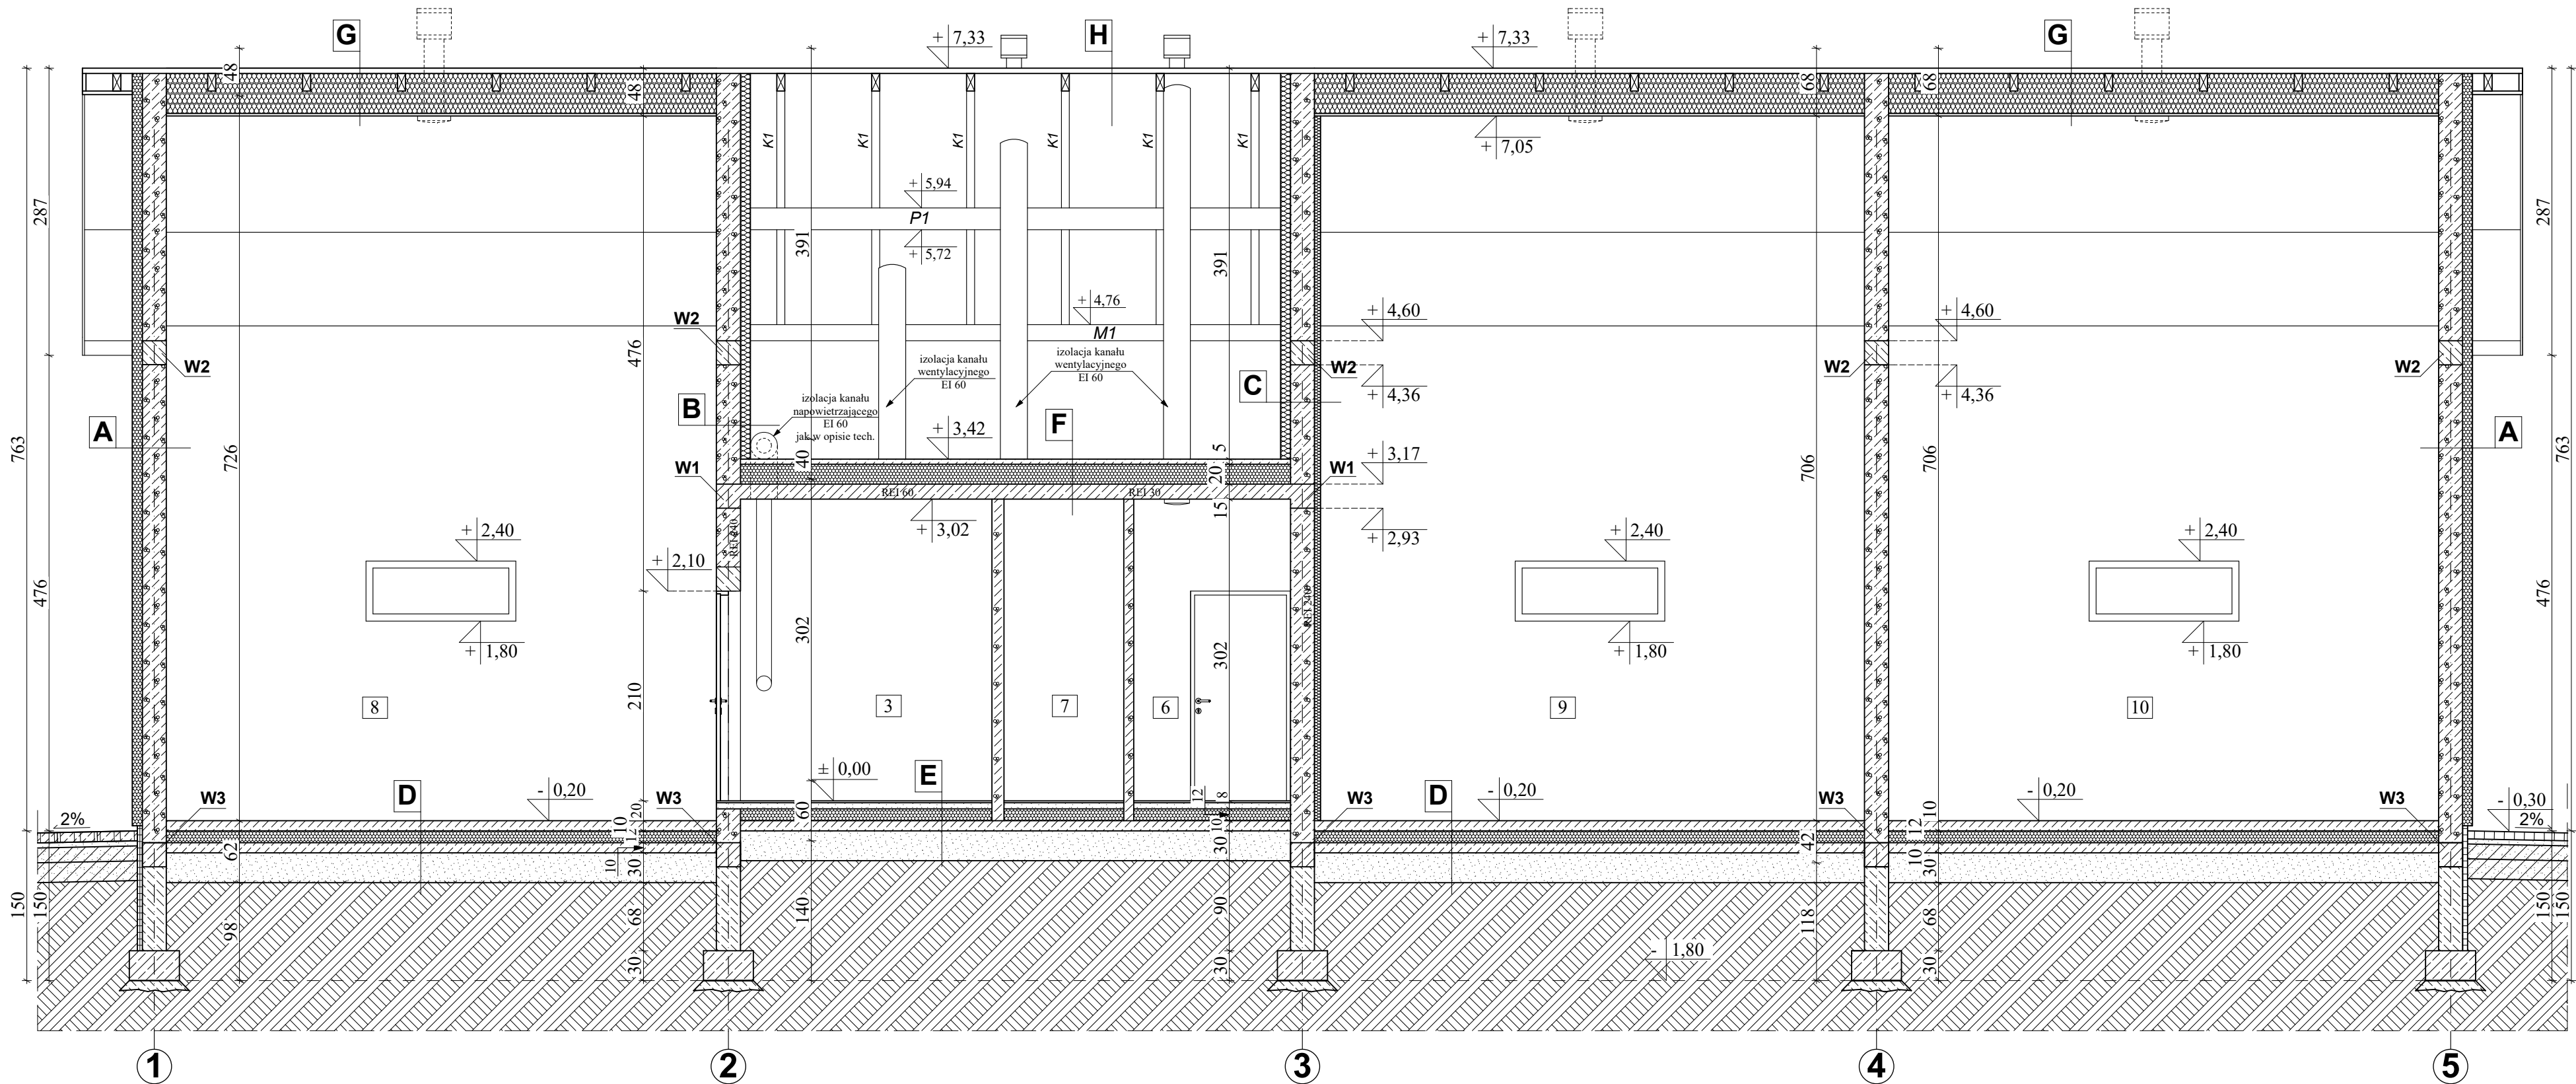 G
+ 7,33
H
+ 7,33
G
48
48
68
68
K1
K1
K1
K1
K1
K1
+ 7,05
287
+ 5,94
P1
391
391
+ 5,72
287
+ 4,76
M1
W2
+ 4,60
+ 4,60
476
W2
izolacja kanału
wentylacyjnego
EI 60
izolacja kanału
wentylacyjnego
EI 60
W2
W2
W2
+ 4,36
+ 4,36
B
izolacja kanału
napowietrzającego
EI 60
jak w opisie tech.
C
A
+ 3,42
F
A
763
726
40
5
20
706
706
763
W1
+ 3,17
W1
REI 60
REI 30
15
+ 3,02
+ 2,93
REI 240
+ 2,40
+ 2,40
+ 2,40
+ 2,10
476
302
302
REI 240
476
+ 1,80
+ 1,80
+ 1,80
210
8
3
7
6
9
10
± 0,00
E
D
- 0,20
D
- 0,20
- 0,20
W3
W3
W3
W3
W3
- 0,30
2%
2%
20
10
12
60
12
8
10
10
12
62
10
30
30
42
10
30
150
150
98
68
140
90
118
68
150
150
- 1,80
30
30
30
1
2
3
4
5